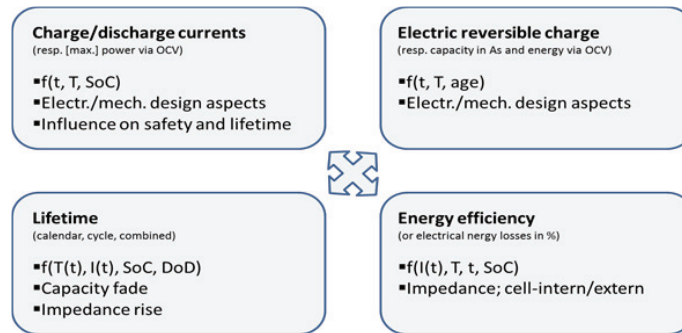 Charge/discharge currents
(resp. [max.] power via OCV)
▪f(t, T, SoC)
▪Electr./mech. design aspects
▪Influence on safety and lifetime
Electric reversible charge
(resp. capacity in As and energy via OCV)
▪f(t, T, age)
▪Electr./mech. design aspects
Lifetime
(calendar, cycle, combined)
▪f(T(t), I(t), SoC, DoD)
▪Capacity fade
▪Impedance rise
Energy efficiency
(or electrical nergy losses in %)
▪f(I(t), T, t, SoC)
▪Impedance; cell-intern/extern